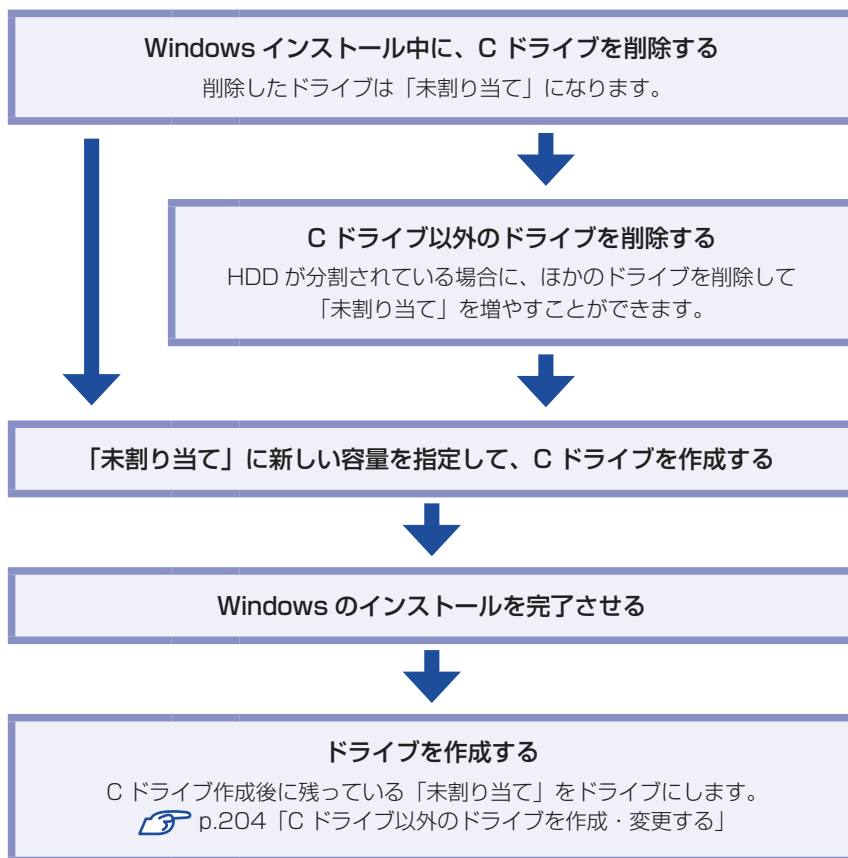 Windows インストール中に、C ドライブを削除する
削除したドライブは「未割り当て」になります。
C ドライブ以外のドライブを削除する
HDD が分割されている場合に、ほかのドライブを削除して
「未割り当て」を増やすことができます。
「未割り当て」に新しい容量を指定して、C ドライブを作成する
Windows のインストールを完了させる
ドライブを作成する
C ドライブ作成後に残っている「未割り当て」をドライブにします。
p.204「C ドライブ以外のドライブを作成・変更する」